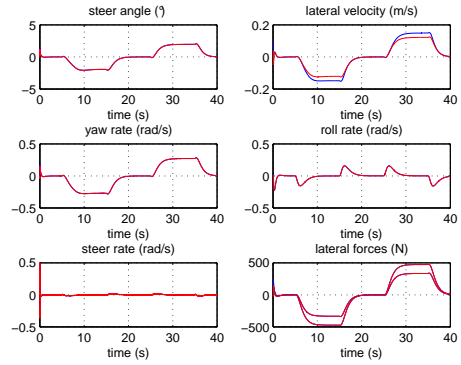 steer angle (°)
5
0
−5
0 10 20 30 40
time (s)
lateral velocity (m/s)
0.2
0
−0.2
0 10 20 30 40
time (s)
yaw rate (rad/s)
0.5
0
−0.5
0 10 20 30 40
time (s)
roll rate (rad/s)
0.5
0
−0.5
0 10 20 30 40
time (s)
steer rate (rad/s)
0.5
0
−0.5
0 10 20 30 40
time (s)
lateral forces (N)
500
0
−500
0 10 20 30 40
time (s)